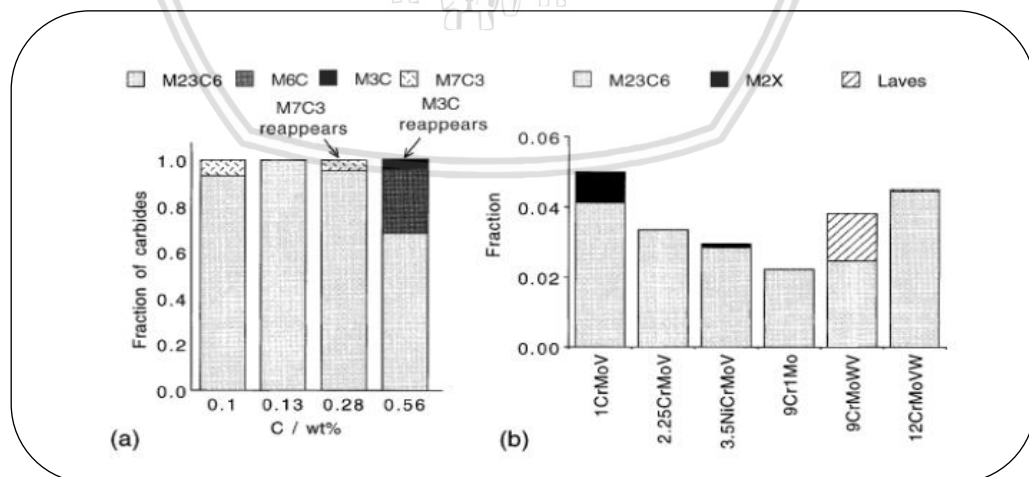 M23C6 M6C M3C M7C3
M7C3
reappears
M3C
reappears
Fraction of carbides
1.0
0.8
0.6
0.4
0.2
0.0
0.1 0.13 0.28 0.56
C / wt%
(a)
M23C6 M2X Laves
Fraction
0.06
0.04
0.02
0.00
1CrMoV
2.25CrMoV
3.5NiCrMoV
9Cr1Mo
9CrMoWV
12CrMoVW
(b)